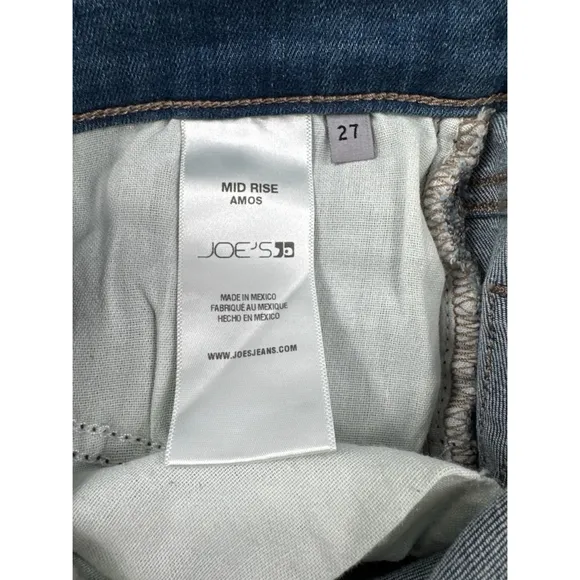 27
MID RISE
AMOS
JOE'S
MADE IN MEXICO
FABRIQUÉ AU MEXIQUE
HECHO EN MÉXICO
WWW.JOESJEANS.COM